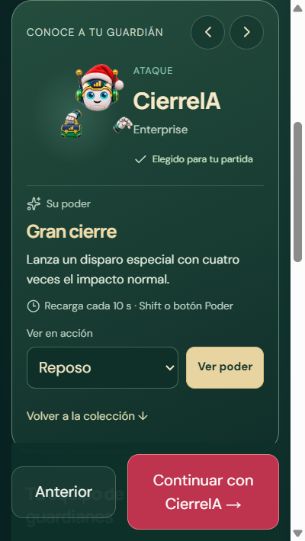 CONOCE A TU GUARDIÁN
ATAQUE
CierreIA
Enterprise
Elegido para tu partida
Su poder
Gran cierre
Lanza un disparo especial con cuatro
veces el impacto normal.
Recarga cada 10 s · Shift o botón Poder
Ver en acción
Reposo
Ver poder
Volver a la colección ↓
Anterior
Continuar con
CierreIA →
guardianes